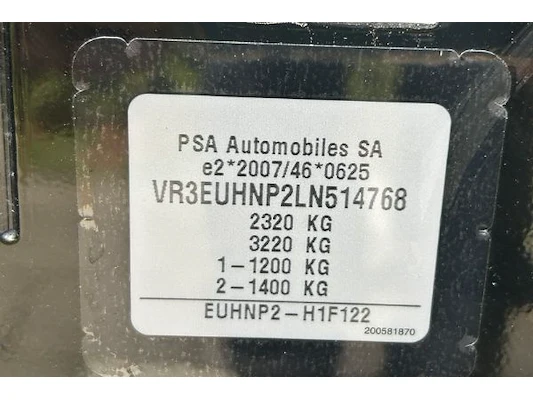 PSA Automobiles SA
e2*2007/46*0625
VR3EUHNP2LN514768
2320 KG
3220 KG
1-1200 KG
2-1400 KG
EUHNP2-H1F122
200581870